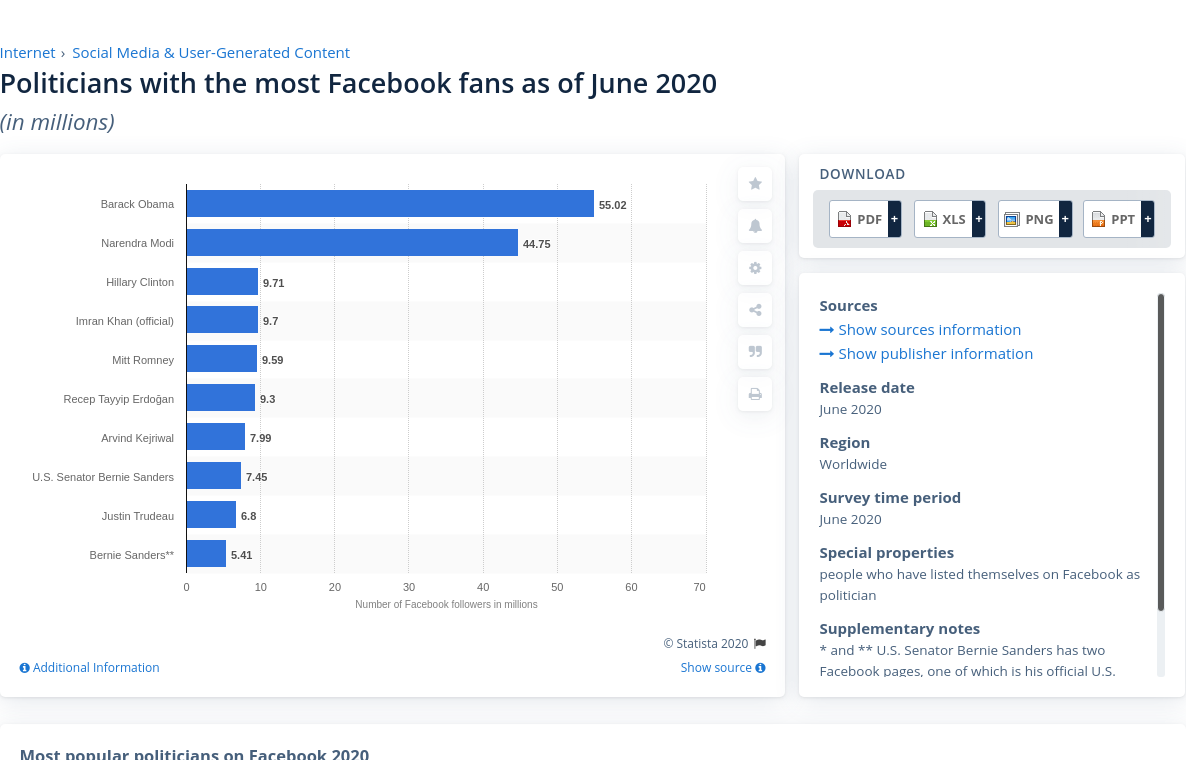 Internet › Social Media & User-Generated Content
Politicians with the most Facebook fans as of June 2020
(in millions)
Barack Obama 55.02
Narendra Modi 44.75
Hillary Clinton 9.71
Imran Khan (official) 9.7
Mitt Romney 9.59
Recep Tayyip Erdoğan 9.3
Arvind Kejriwal 7.99
U.S. Senator Bernie Sanders 7.45
Justin Trudeau 6.8
Bernie Sanders** 5.41
0 10 20 30 40 50 60 70
Number of Facebook followers in millions
© Statista 2020
Additional Information
Show source
DOWNLOAD
PDF + XLS + PNG + PPT +
Sources
Show sources information
Show publisher information
Release date
June 2020
Region
Worldwide
Survey time period
June 2020
Special properties
people who have listed themselves on Facebook as
politician
Supplementary notes
* and ** U.S. Senator Bernie Sanders has two
Facebook pages, one of which is his official U.S.
Most popular politicians on Facebook 2020